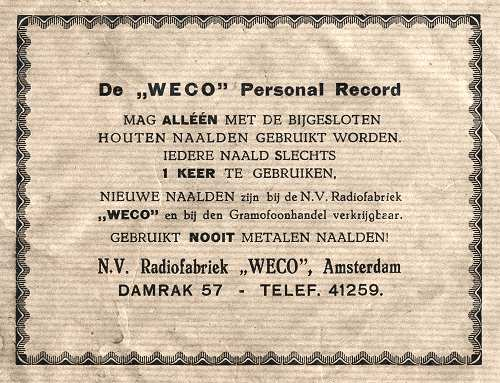 De „WECO” Personal Record
MAG ALLÉÉN MET DE BIJGESLOTEN
HOUTEN NAALDEN GEBRUIKT WORDEN.
IEDERE NAALD SLECHTS
1 KEER TE GEBRUIKEN,
NIEUWE NAALDEN zijn bij de N.V. Radiofabriek
„WECO” en bij den Gramofoonhandel verkrijgbaar.
GEBRUIKT NOOIT METALEN NAALDEN!
N.V. Radiofabriek „WECO”, Amsterdam
DAMRAK 57 - TELEF. 41259.